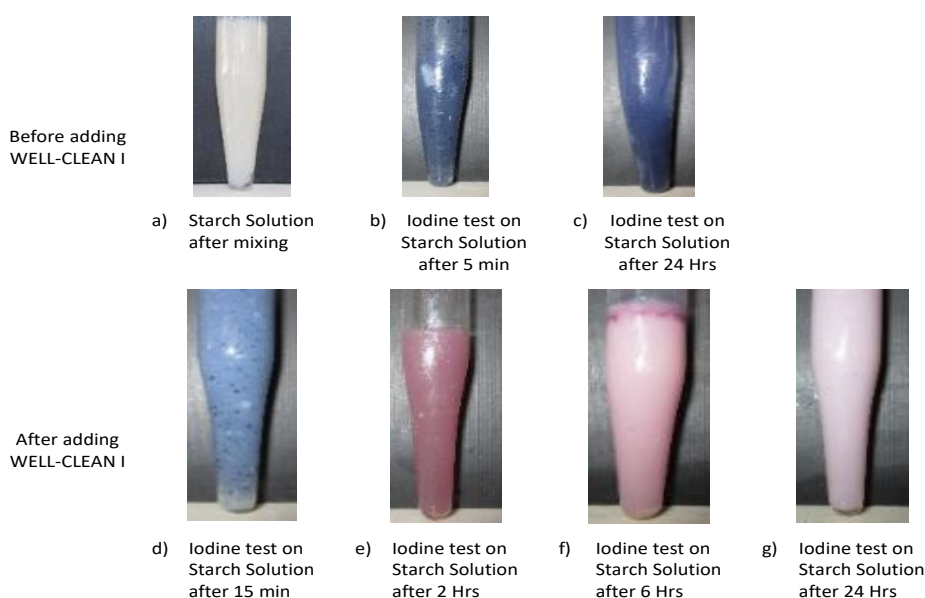 Before adding
WELL-CLEAN I
a) Starch Solution
after mixing
b) Iodine test on
Starch Solution
after 5 min
c) Iodine test on
Starch Solution
after 24 Hrs
After adding
WELL-CLEAN I
d) Iodine test on
Starch Solution
after 15 min
e) Iodine test on
Starch Solution
after 2 Hrs
f) Iodine test on
Starch Solution
after 6 Hrs
g) Iodine test on
Starch Solution
after 24 Hrs